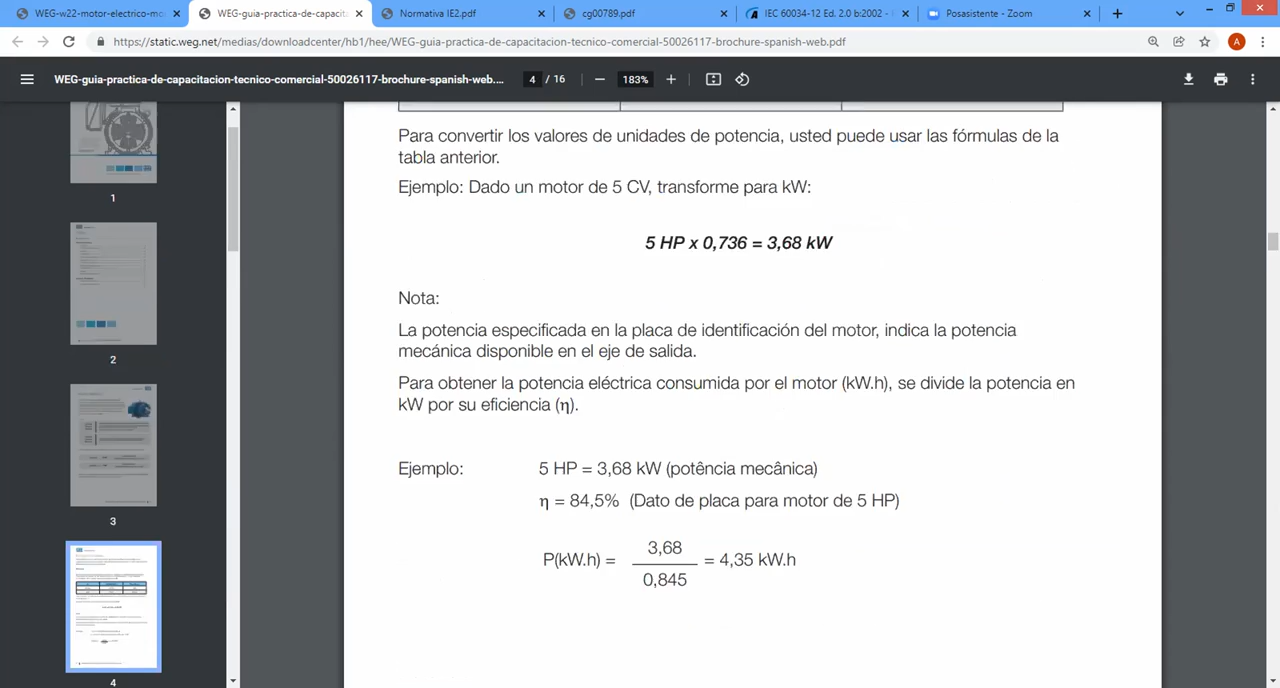 WEG-w22-motor-electrico-mo
WEG-guia-practica-de-capacita
Normativa IE2.pdf
cg00789.pdf
IEC 60034-12 Ed. 2.0 b:2002 -
Posasistente - Zoom
https://static.weg.net/medias/downloadcenter/hb1/hee/WEG-guia-practica-de-capacitacion-tecnico-comercial-50026117-brochure-spanish-web.pdf
A
WEG-guia-practica-de-capacitacion-tecnico-comercial-50026117-brochure-spanish-web....
4 / 16
183%
1
2
3
4
Para convertir los valores de unidades de potencia, usted puede usar las fórmulas de la
tabla anterior.
Ejemplo: Dado un motor de 5 CV, transforme para kW:
5 HP x 0,736 = 3,68 kW
Nota:
La potencia especificada en la placa de identificación del motor, indica la potencia
mecánica disponible en el eje de salida.
Para obtener la potencia eléctrica consumida por el motor (kW.h), se divide la potencia en
kW por su eficiencia (η).
Ejemplo: 5 HP = 3,68 kW (potência mecânica)
η = 84,5% (Dato de placa para motor de 5 HP)
3,68
P(kW.h) = = 4,35 kW.h
0,845